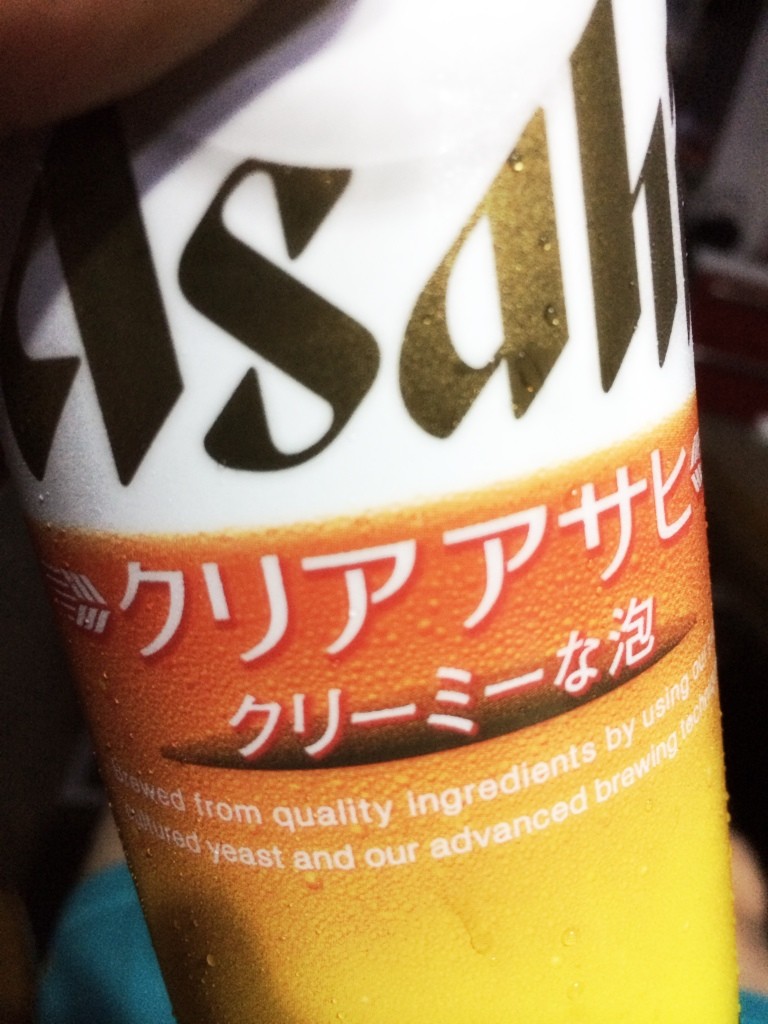 Asahi
クリアアサヒ
クリーミーな泡
Brewed from quality ingredients by using our
cultured yeast and our advanced brewing